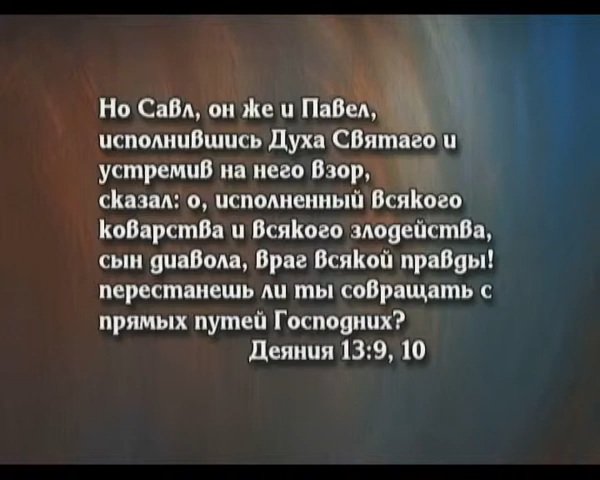 Но Савл, он же и Павел,
исполнившись Духа Святаго и
устремив на него взор,
сказал: о, исполненный всякого
коварства и всякого злодейства,
сын диавола, враг всякой правды!
перестанешь ли ты совращать с
прямых путей Господних?
Деяния 13:9, 10